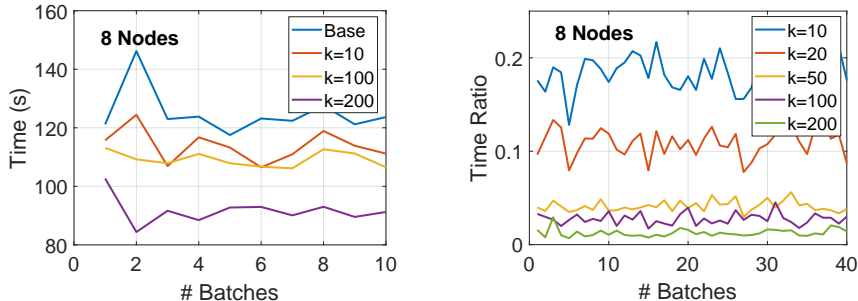 160
140
120
100
80
0
2
4
6
8
10
Time (s)
# Batches
8 Nodes
Base
k=10
k=100
k=200
0.2
0.1
0
0
10
20
30
40
Time Ratio
# Batches
8 Nodes
k=10
k=20
k=50
k=100
k=200